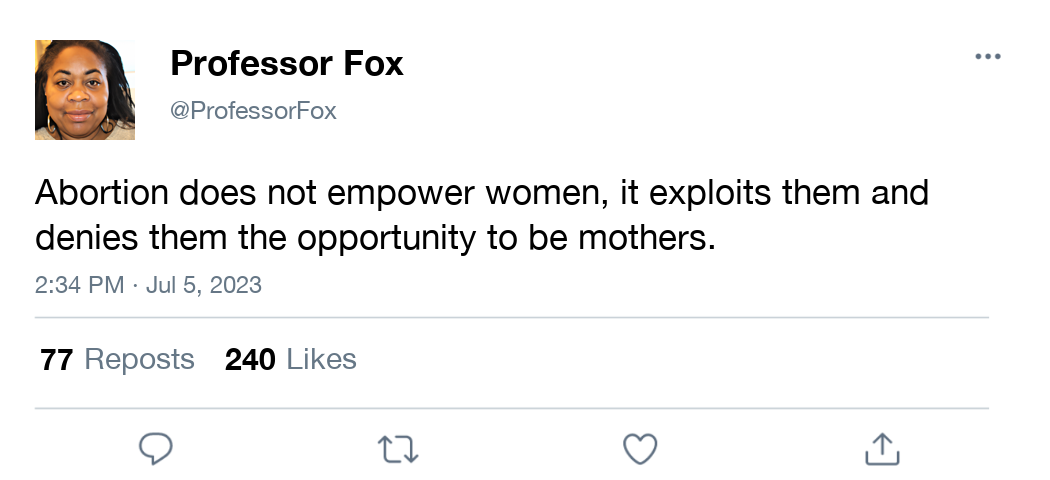 Professor Fox
@ProfessorFox
Abortion does not empower women, it exploits them and
denies them the opportunity to be mothers.
2:34 PM · Jul 5, 2023
77 Reposts 240 Likes